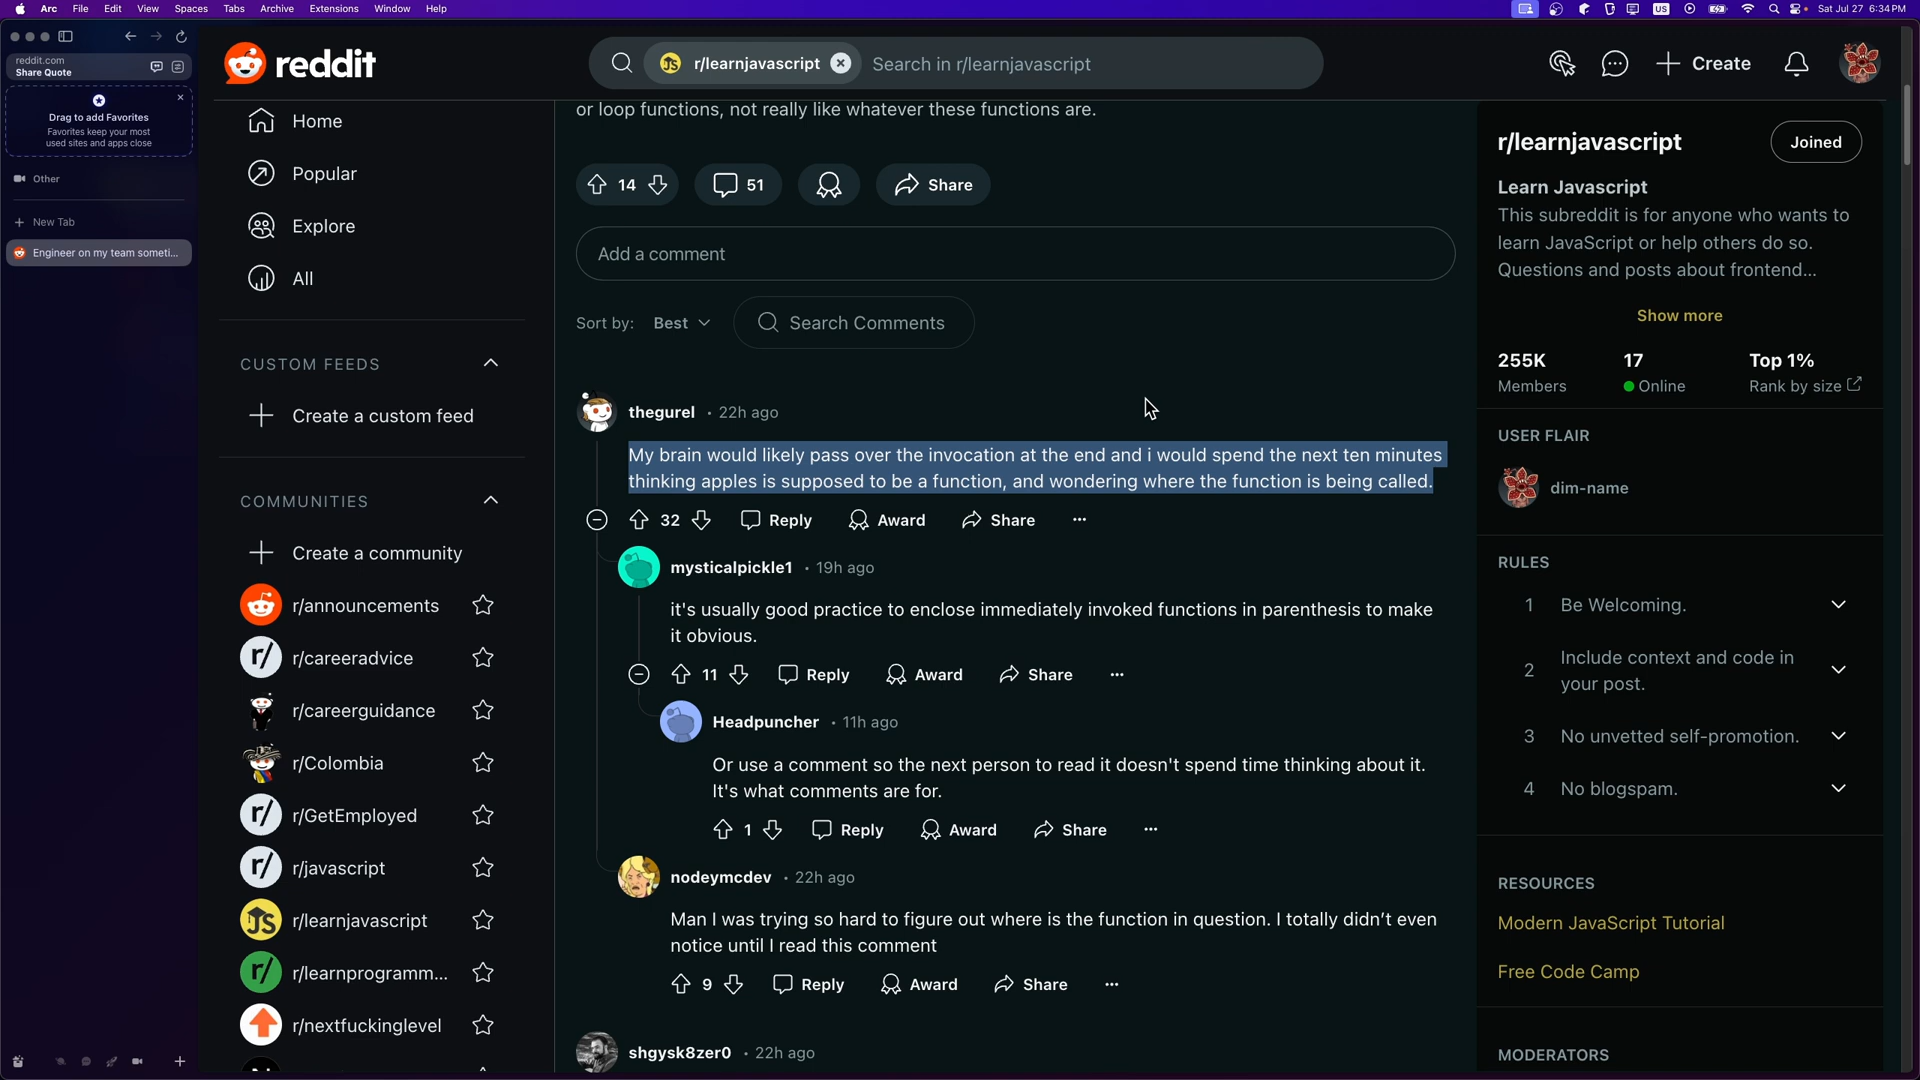 Arc File Edit View Spaces Tabs Archive Extensions Window Help
US
Sat Jul 27 6:34 PM
reddit.com
Share Quote
Drag to add Favorites
Favorites keep your most
used sites and apps close
Other
New Tab
Engineer on my team someti...
reddit
r/learnjavascript
Search in r/learnjavascript
Create
Home
Popular
Explore
All
CUSTOM FEEDS
Create a custom feed
COMMUNITIES
Create a community
r/announcements
r/careeradvice
r/careerguidance
r/Colombia
r/GetEmployed
r/javascript
r/learnjavascript
r/learnprogramm...
r/nextfuckinglevel
or loop functions, not really like whatever these functions are.
14
51
Share
Add a comment
Sort by: Best
Search Comments
thegurel • 22h ago
My brain would likely pass over the invocation at the end and i would spend the next ten minutes
thinking apples is supposed to be a function, and wondering where the function is being called.
32 Reply Award Share
mysticalpickle1 • 19h ago
it's usually good practice to enclose immediately invoked functions in parenthesis to make
it obvious.
11 Reply Award Share
Headpuncher • 11h ago
Or use a comment so the next person to read it doesn't spend time thinking about it.
It's what comments are for.
1 Reply Award Share
nodeymcdev • 22h ago
Man I was trying so hard to figure out where is the function in question. I totally didn’t even
notice until I read this comment
9 Reply Award Share
shgysk8zer0 • 22h ago
r/learnjavascript
Joined
Learn Javascript
This subreddit is for anyone who wants to
learn JavaScript or help others do so.
Questions and posts about frontend...
Show more
255K 17 Top 1%
Members Online Rank by size
USER FLAIR
dim-name
RULES
1 Be Welcoming.
2 Include context and code in
your post.
3 No unvetted self-promotion.
4 No blogspam.
RESOURCES
Modern JavaScript Tutorial
Free Code Camp
MODERATORS